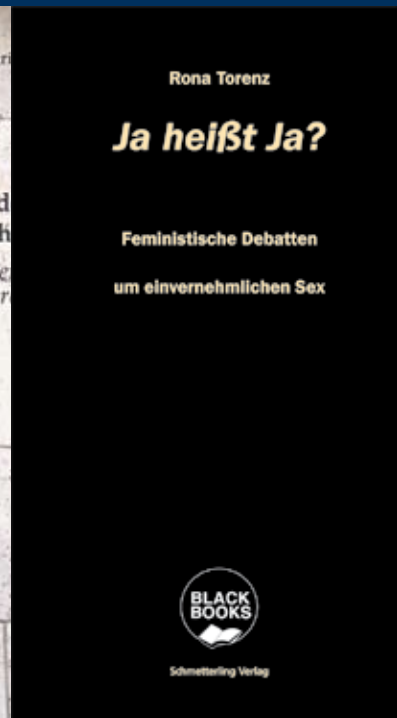 Rona Torenz
Ja heißt Ja?
Feministische Debatten
um einvernehmlichen Sex
BLACK
BOOKS
Schmetterling Verlag